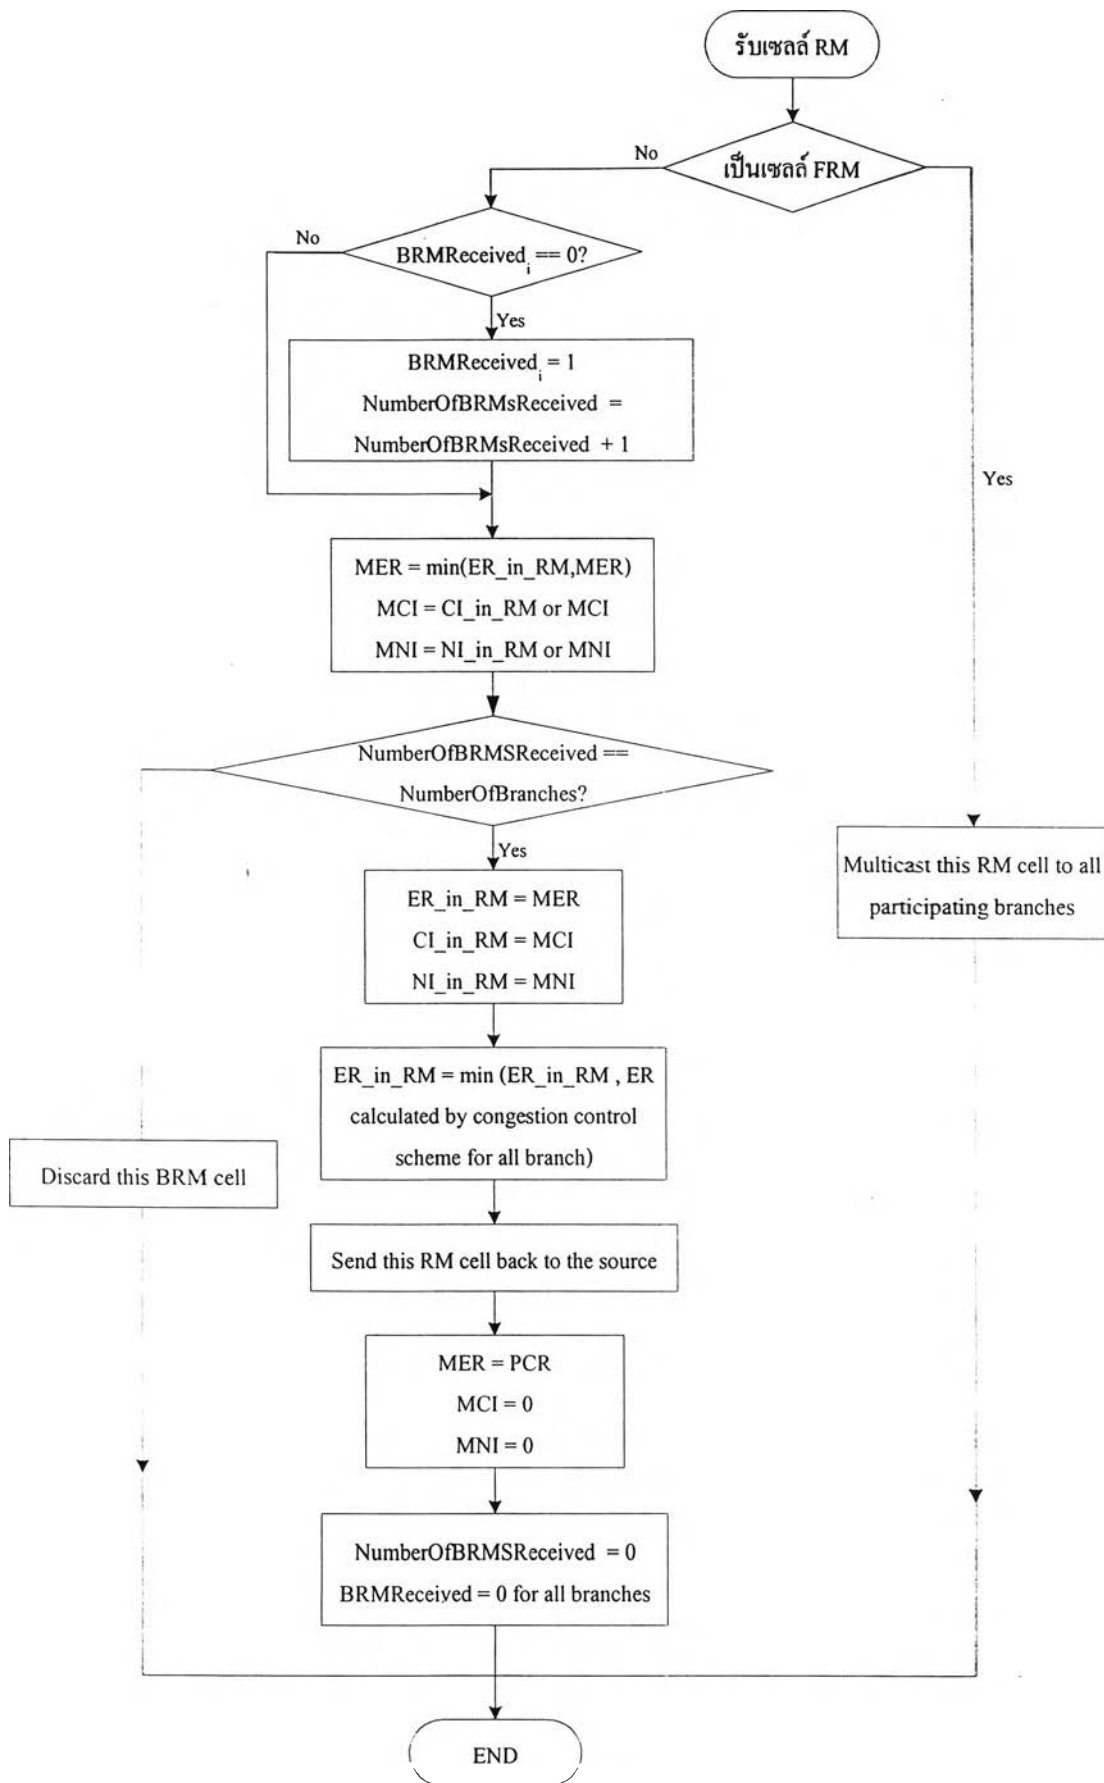 รับเซลล์ RM
เป็นเซลล์ FRM
No
Yes
BRMReceivedᵢ == 0?
No
Yes
BRMReceivedᵢ = 1
NumberOfBRMsReceived =
NumberOfBRMsReceived + 1
MER = min(ER_in_RM,MER)
MCI = CI_in_RM or MCI
MNI = NI_in_RM or MNI
NumberOfBRMSReceived ==
NumberOfBranches?
Yes
Multicast this RM cell to all
participating branches
ER_in_RM = MER
CI_in_RM = MCI
NI_in_RM = MNI
ER_in_RM = min (ER_in_RM , ER
calculated by congestion control
scheme for all branch)
Discard this BRM cell
Send this RM cell back to the source
MER = PCR
MCI = 0
MNI = 0
NumberOfBRMSReceived = 0
BRMReceived = 0 for all branches
END